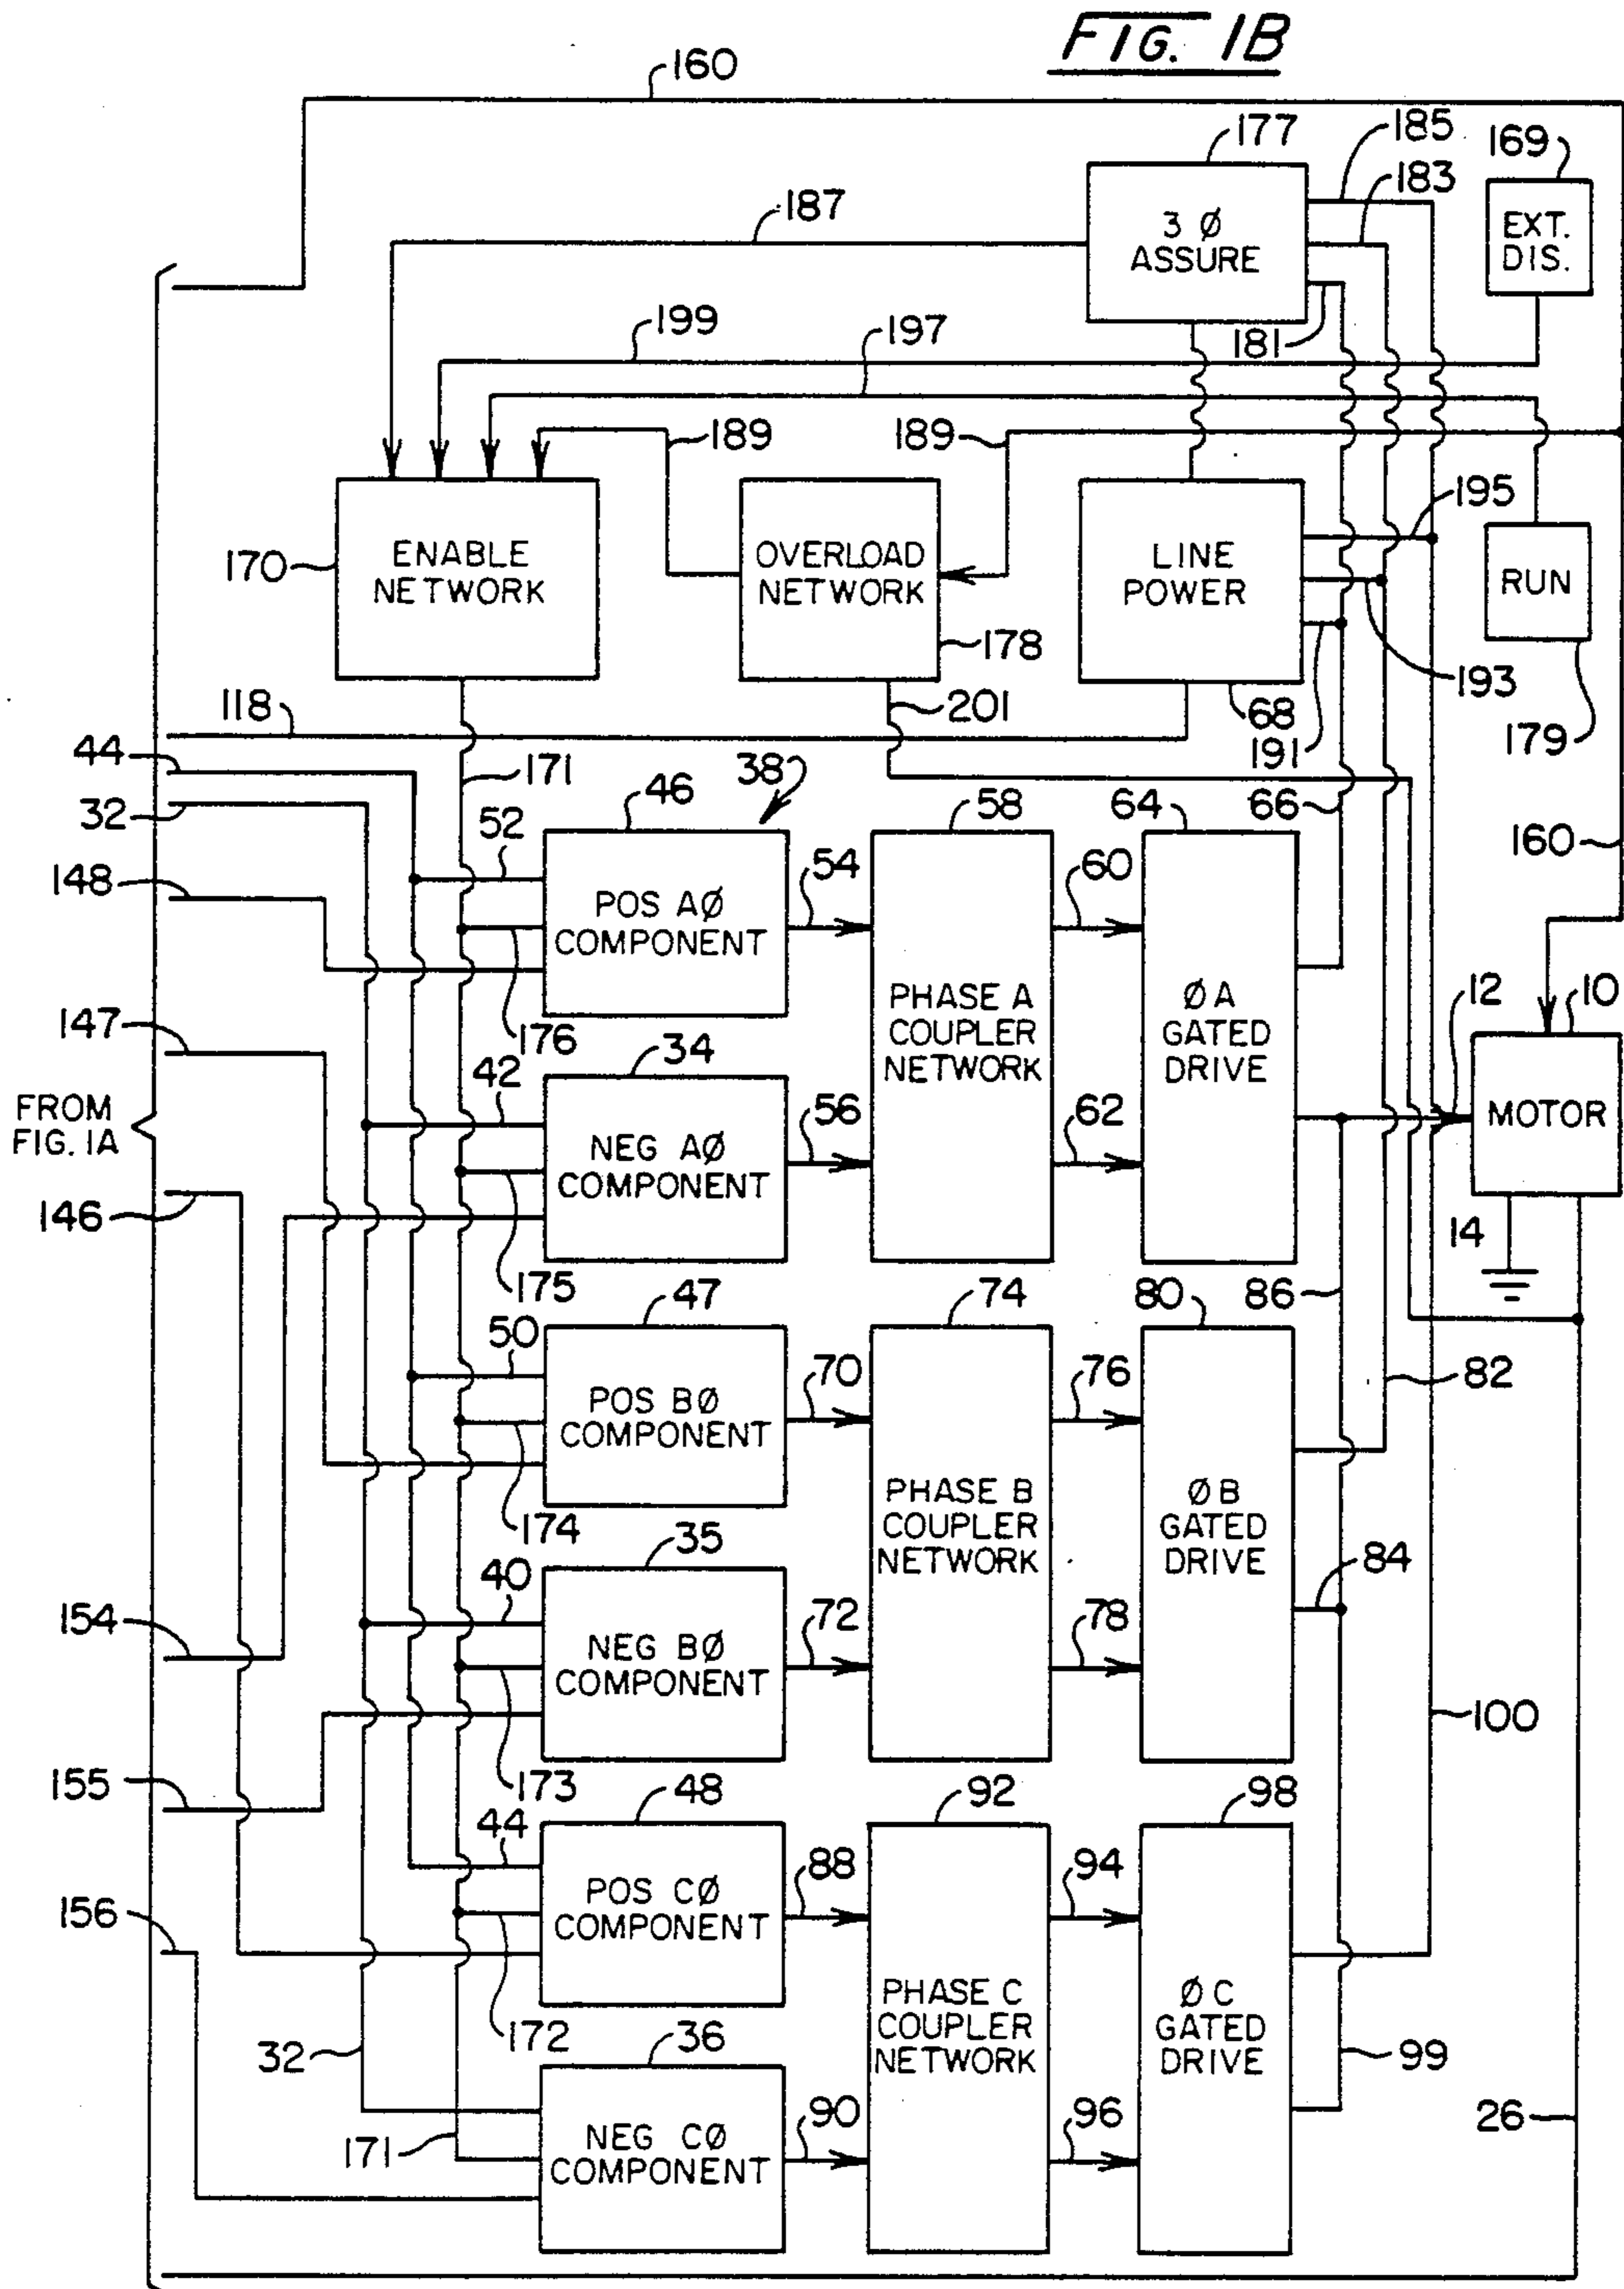 FIG. 1B
160
177
185
169
183
187
3 Ø
ASSURE
EXT.
DIS.
199
197
181
189
189
195
170
ENABLE
NETWORK
OVERLOAD
NETWORK
LINE
POWER
RUN
178
193
118
201
68
191
179
44
171
38
46
58
64
66
32
52
54
60
160
148
POS AØ
COMPONENT
PHASE A
COUPLER
NETWORK
Ø A
GATED
DRIVE
12
10
147
176
34
42
FROM
FIG. 1A
56
62
MOTOR
NEG AØ
COMPONENT
146
14
175
47
74
80
86
50
70
76
82
POS BØ
COMPONENT
PHASE B
COUPLER
NETWORK
Ø B
GATED
DRIVE
174
35
40
84
154
72
78
NEG BØ
COMPONENT
100
155
173
48
92
98
44
88
94
POS CØ
COMPONENT
156
PHASE C
COUPLER
NETWORK
Ø C
GATED
DRIVE
172
36
32
99
90
96
26
171
NEG CØ
COMPONENT